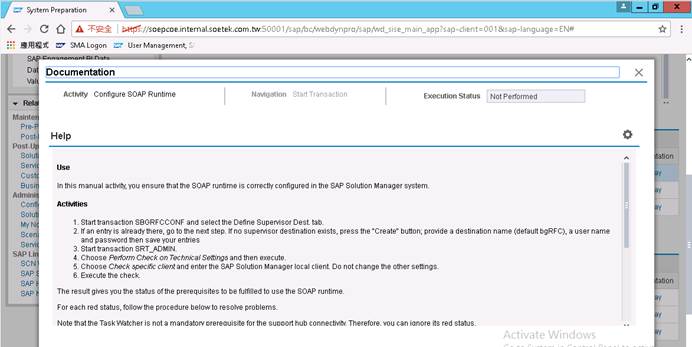 System Preparation
不安全 | https://soepcoe.internal.soetek.com.tw:50001/sap/bc/webdynpro/sap/wd_sise_main_app?sap-client=001&sap-language=EN#
應用程式 SMA Logon User Management, S
SAP Engagement BI Data
Documentation
Activity Configure SOAP Runtime Navigation Start Transaction Execution Status Not Performed
Help
Use
In this manual activity, you ensure that the SOAP runtime is correctly configured in the SAP Solution Manager system.
Activities
1. Start transaction SBGRFCCONF and select the Define Supervisor Dest. tab.
2. If an entry is already there, go to the next step. If no supervisor destination exists, press the "Create" button; provide a destination name (default bgRFC), a user name
and password then save your entries
3. Start transaction SRT_ADMIN.
4. Choose Perform Check on Technical Settings and then execute.
5. Choose Check specific client and enter the SAP Solution Manager local client. Do not change the other settings.
6. Execute the check.
The result gives you the status of the prerequisites to be fulfilled to use the SOAP runtime.
For each red status, follow the procedure below to resolve problems.
Note that the Task Watcher is not a mandatory prerequisite for the support hub connectivity. Therefore, you can ignore its red status.
Dat
Valu
Rela
Mainten
Pre-P
Post-
Post-Up
Solut
Servi
Custo
Busin
Adminis
Confi
Solut
My No
Servi
Scena
SAP Lin
SCN
SAP H
SAP N
ntation
ay
ay
ntation
ay
ay
Activate Windows